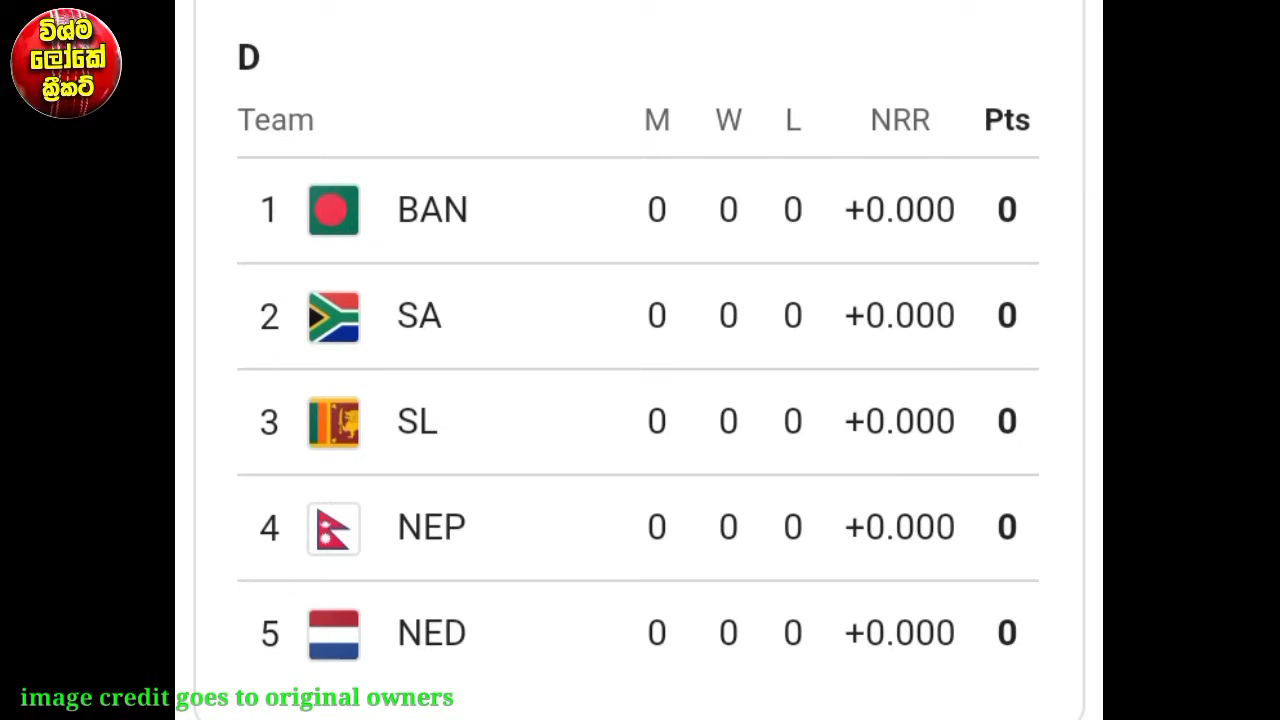 විශ්ම
ලෝකේ
ක්‍රිකට්
D
Team M W L NRR Pts
1 BAN 0 0 0 +0.000 0
2 SA 0 0 0 +0.000 0
3 SL 0 0 0 +0.000 0
4 NEP 0 0 0 +0.000 0
5 NED 0 0 0 +0.000 0
image credit goes to original owners